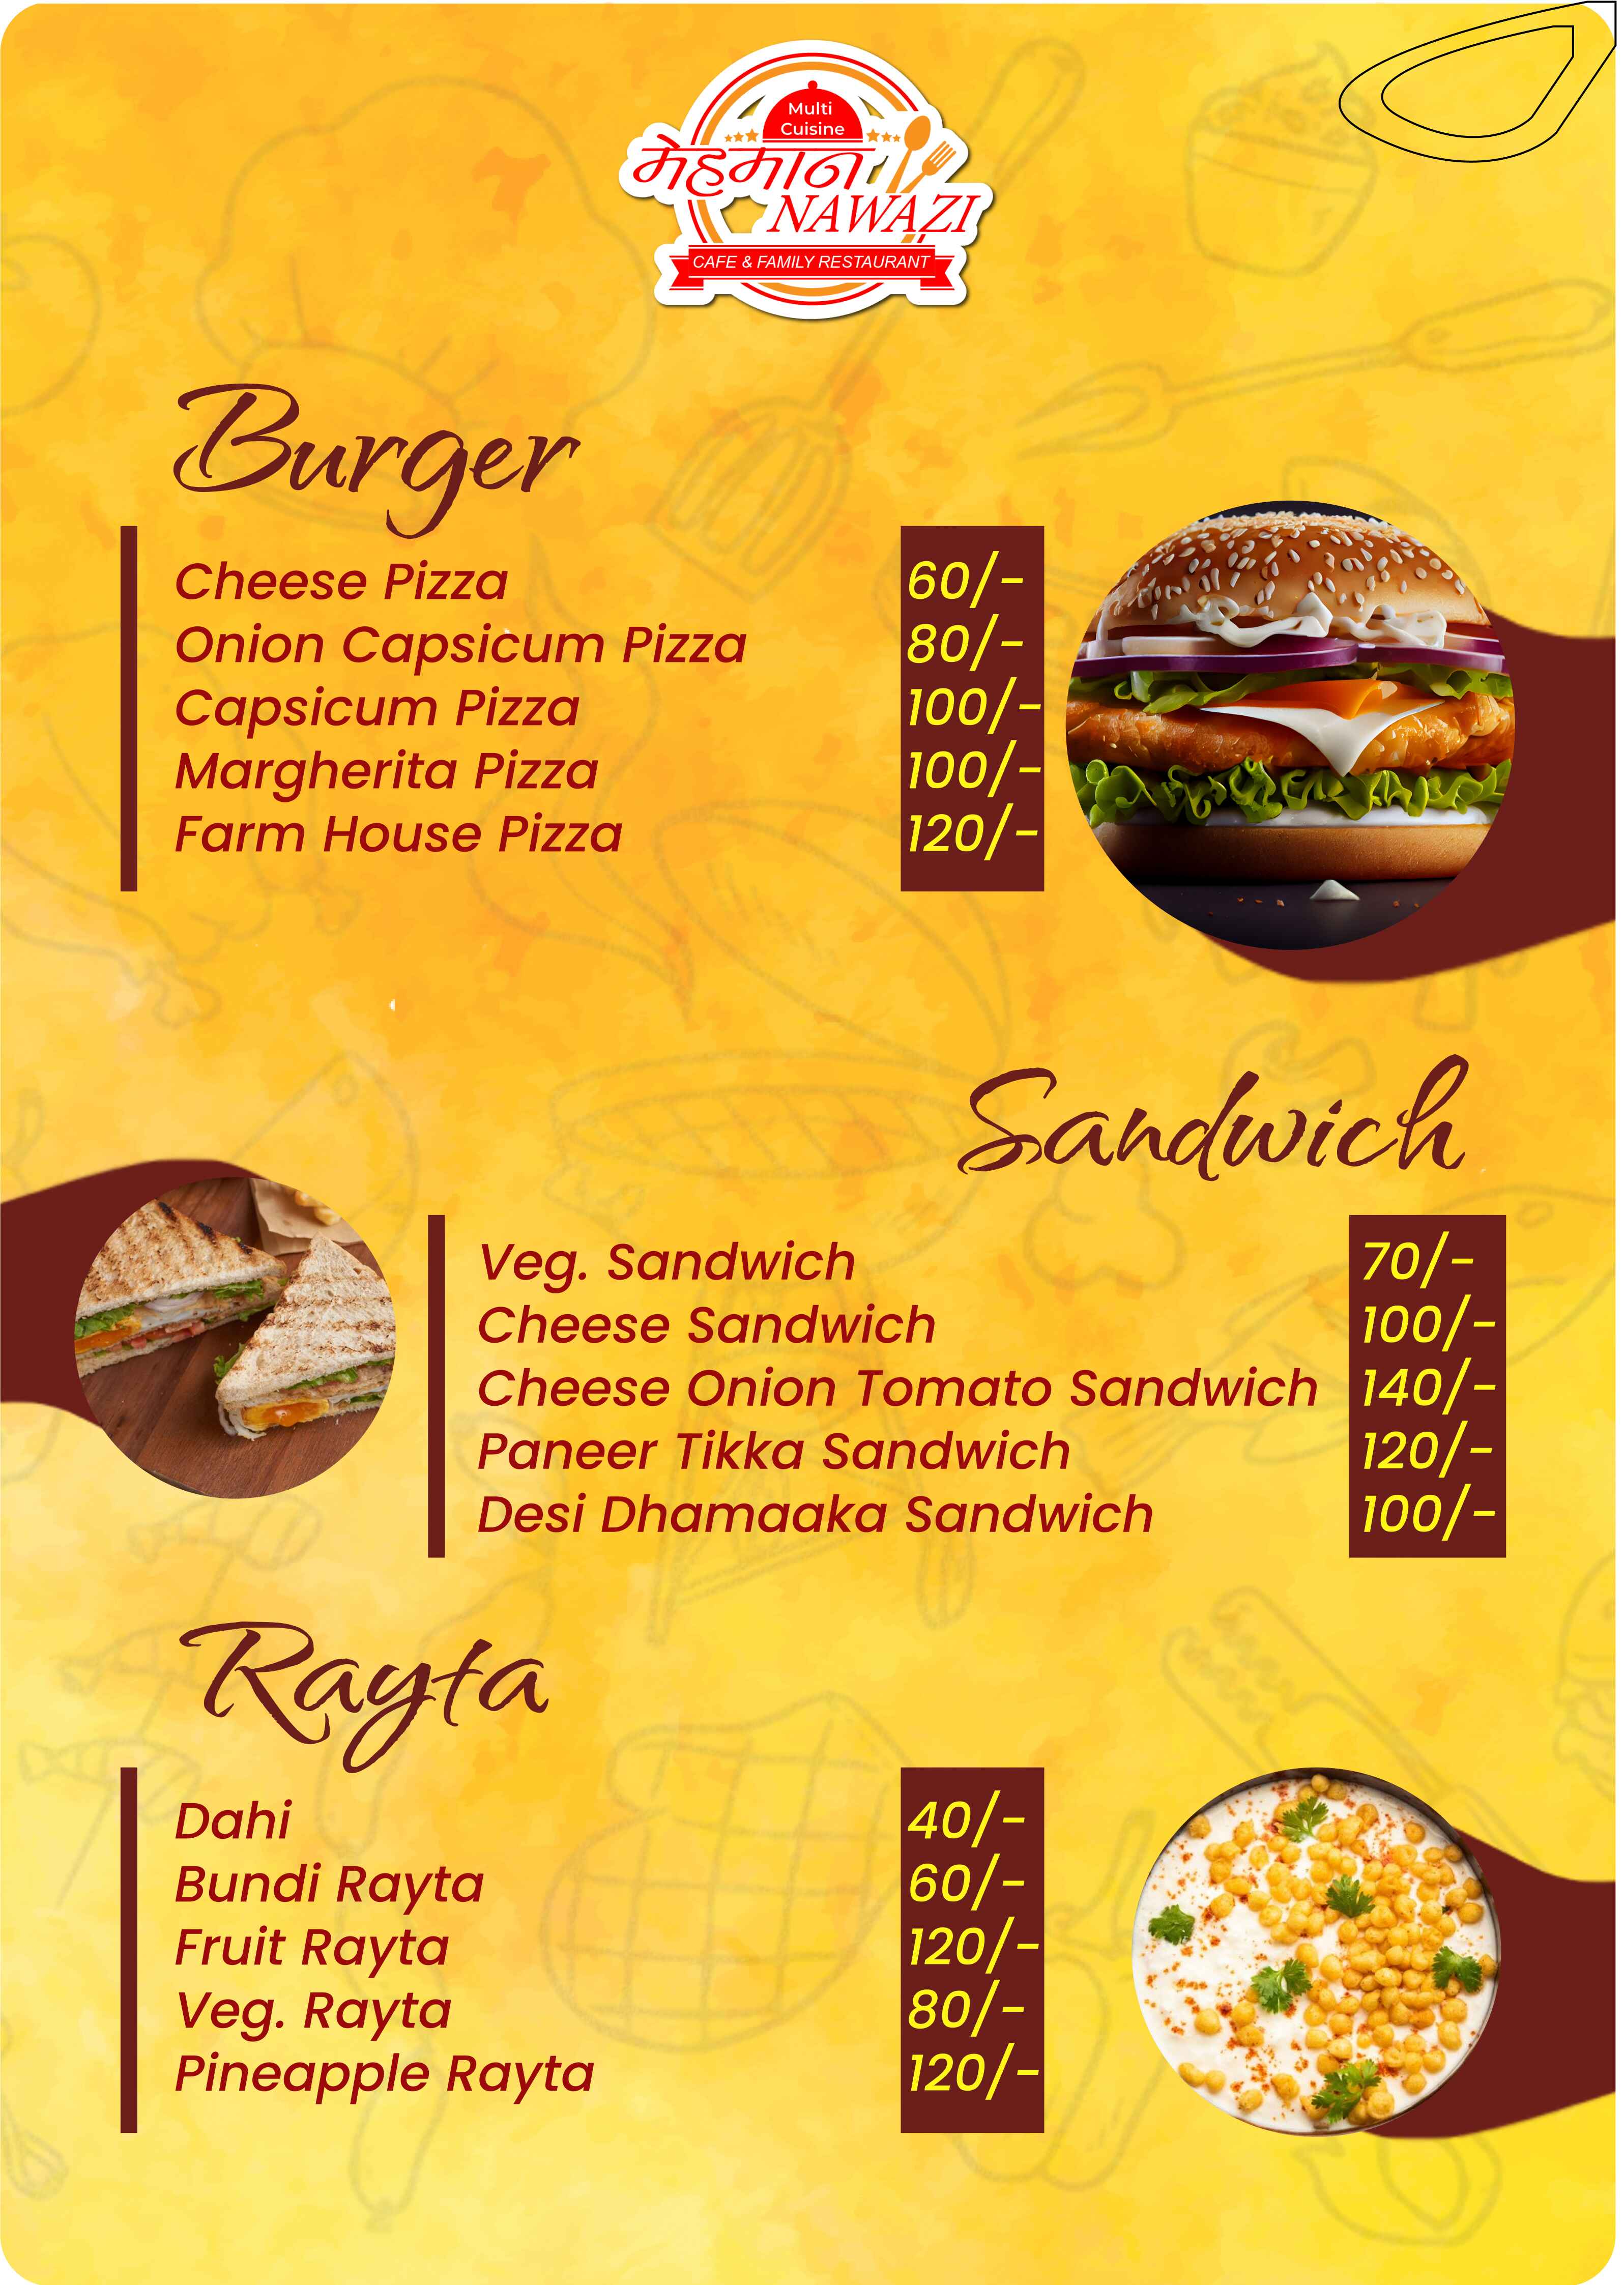 Multi
Cuisine
मेहमान
NAWAZI
CAFE & FAMILY RESTAURANT
Burger
Cheese Pizza 60/-
Onion Capsicum Pizza 80/-
Capsicum Pizza 100/-
Margherita Pizza 100/-
Farm House Pizza 120/-
Sandwich
Veg. Sandwich 70/-
Cheese Sandwich 100/-
Cheese Onion Tomato Sandwich 140/-
Paneer Tikka Sandwich 120/-
Desi Dhamaaka Sandwich 100/-
Rayta
Dahi 40/-
Bundi Rayta 60/-
Fruit Rayta 120/-
Veg. Rayta 80/-
Pineapple Rayta 120/-